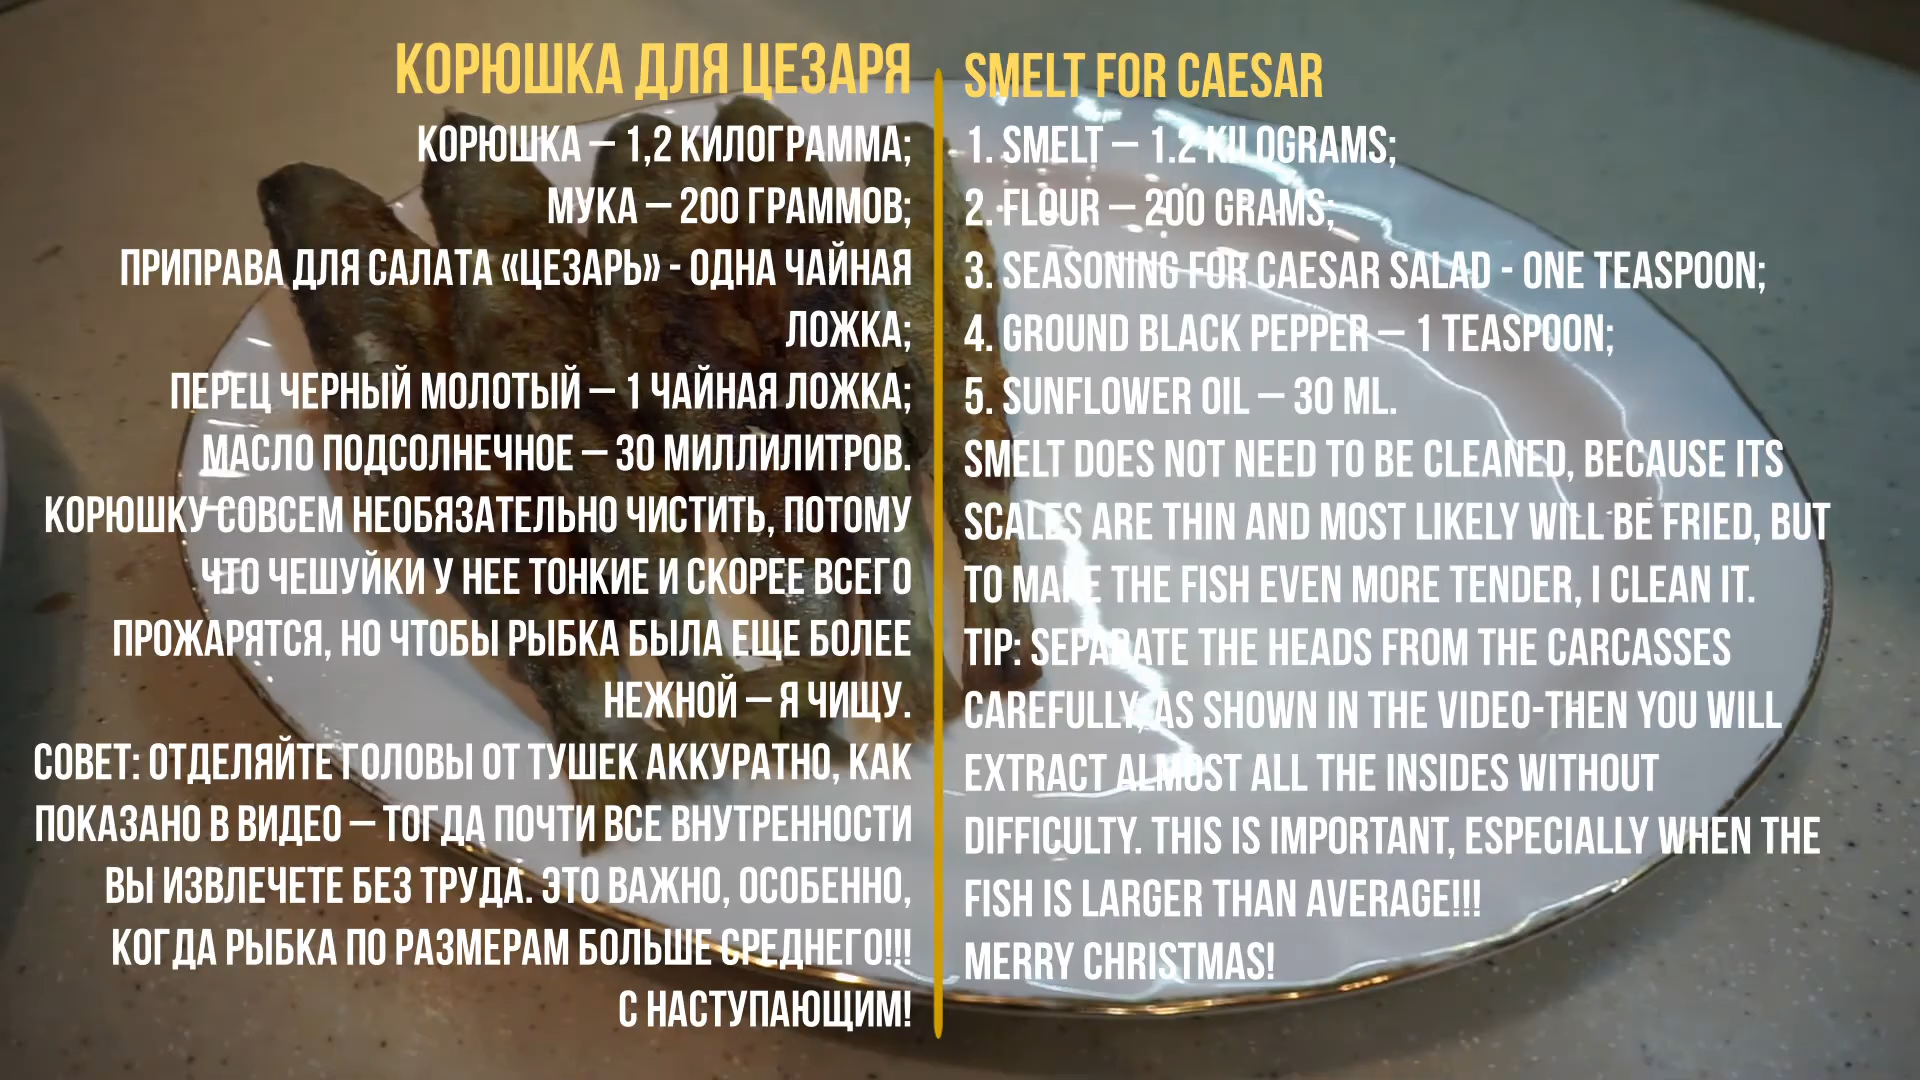 КОРЮШКА ДЛЯ ЦЕЗАРЯ
КОРЮШКА – 1,2 КИЛОГРАММА;
МУКА – 200 ГРАММОВ;
ПРИПРАВА ДЛЯ САЛАТА «ЦЕЗАРЬ» - ОДНА ЧАЙНАЯ
ЛОЖКА;
ПЕРЕЦ ЧЕРНЫЙ МОЛОТЫЙ – 1 ЧАЙНАЯ ЛОЖКА;
МАСЛО ПОДСОЛНЕЧНОЕ – 30 МИЛЛИЛИТРОВ.
КОРЮШКУ СОВСЕМ НЕОБЯЗАТЕЛЬНО ЧИСТИТЬ, ПОТОМУ
ЧТО ЧЕШУЙКИ У НЕЕ ТОНКИЕ И СКОРЕЕ ВСЕГО
ПРОЖАРЯТСЯ, НО ЧТОБЫ РЫБКА БЫЛА ЕЩЕ БОЛЕЕ
НЕЖНОЙ – Я ЧИЩУ.
СОВЕТ: ОТДЕЛЯЙТЕ ГОЛОВЫ ОТ ТУШЕК АККУРАТНО, КАК
ПОКАЗАНО В ВИДЕО – ТОГДА ПОЧТИ ВСЕ ВНУТРЕННОСТИ
ВЫ ИЗВЛЕЧЕТЕ БЕЗ ТРУДА. ЭТО ВАЖНО, ОСОБЕННО,
КОГДА РЫБКА ПО РАЗМЕРАМ БОЛЬШЕ СРЕДНЕГО!!!
С НАСТУПАЮЩИМ!
SMELT FOR CAESAR
1. SMELT – 1.2 KILOGRAMS;
2. FLOUR – 200 GRAMS;
3. SEASONING FOR CAESAR SALAD - ONE TEASPOON;
4. GROUND BLACK PEPPER – 1 TEASPOON;
5. SUNFLOWER OIL – 30 ML.
SMELT DOES NOT NEED TO BE CLEANED, BECAUSE ITS
SCALES ARE THIN AND MOST LIKELY WILL BE FRIED, BUT
TO MAKE THE FISH EVEN MORE TENDER, I CLEAN IT.
TIP: SEPARATE THE HEADS FROM THE CARCASSES
CAREFULLY, AS SHOWN IN THE VIDEO-THEN YOU WILL
EXTRACT ALMOST ALL THE INSIDES WITHOUT
DIFFICULTY. THIS IS IMPORTANT, ESPECIALLY WHEN THE
FISH IS LARGER THAN AVERAGE!!!
MERRY CHRISTMAS!